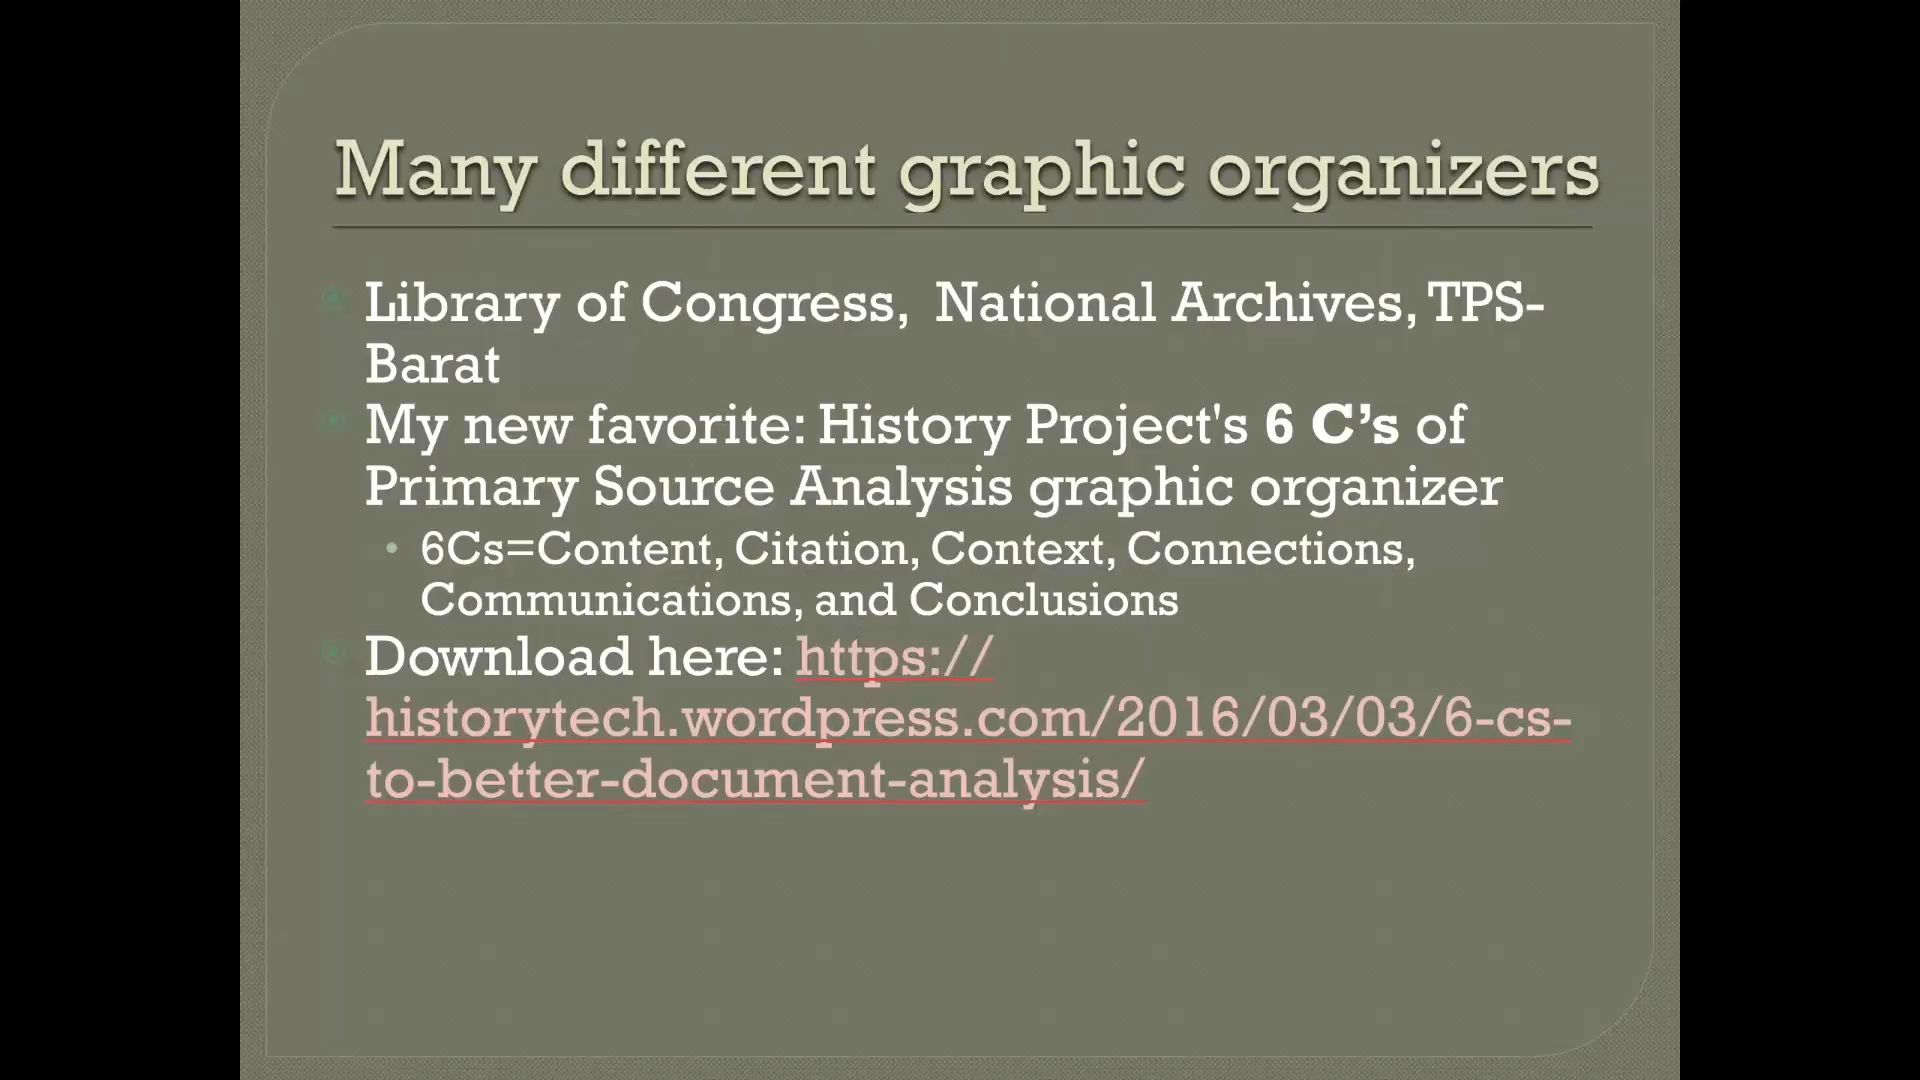 Many different graphic organizers
Library of Congress,  National Archives, TPS-
Barat
My new favorite: History Project's 6 C’s of
Primary Source Analysis graphic organizer
6Cs=Content, Citation, Context, Connections,
Communications, and Conclusions
Download here: https://
historytech.wordpress.com/2016/03/03/6-cs-
to-better-document-analysis/